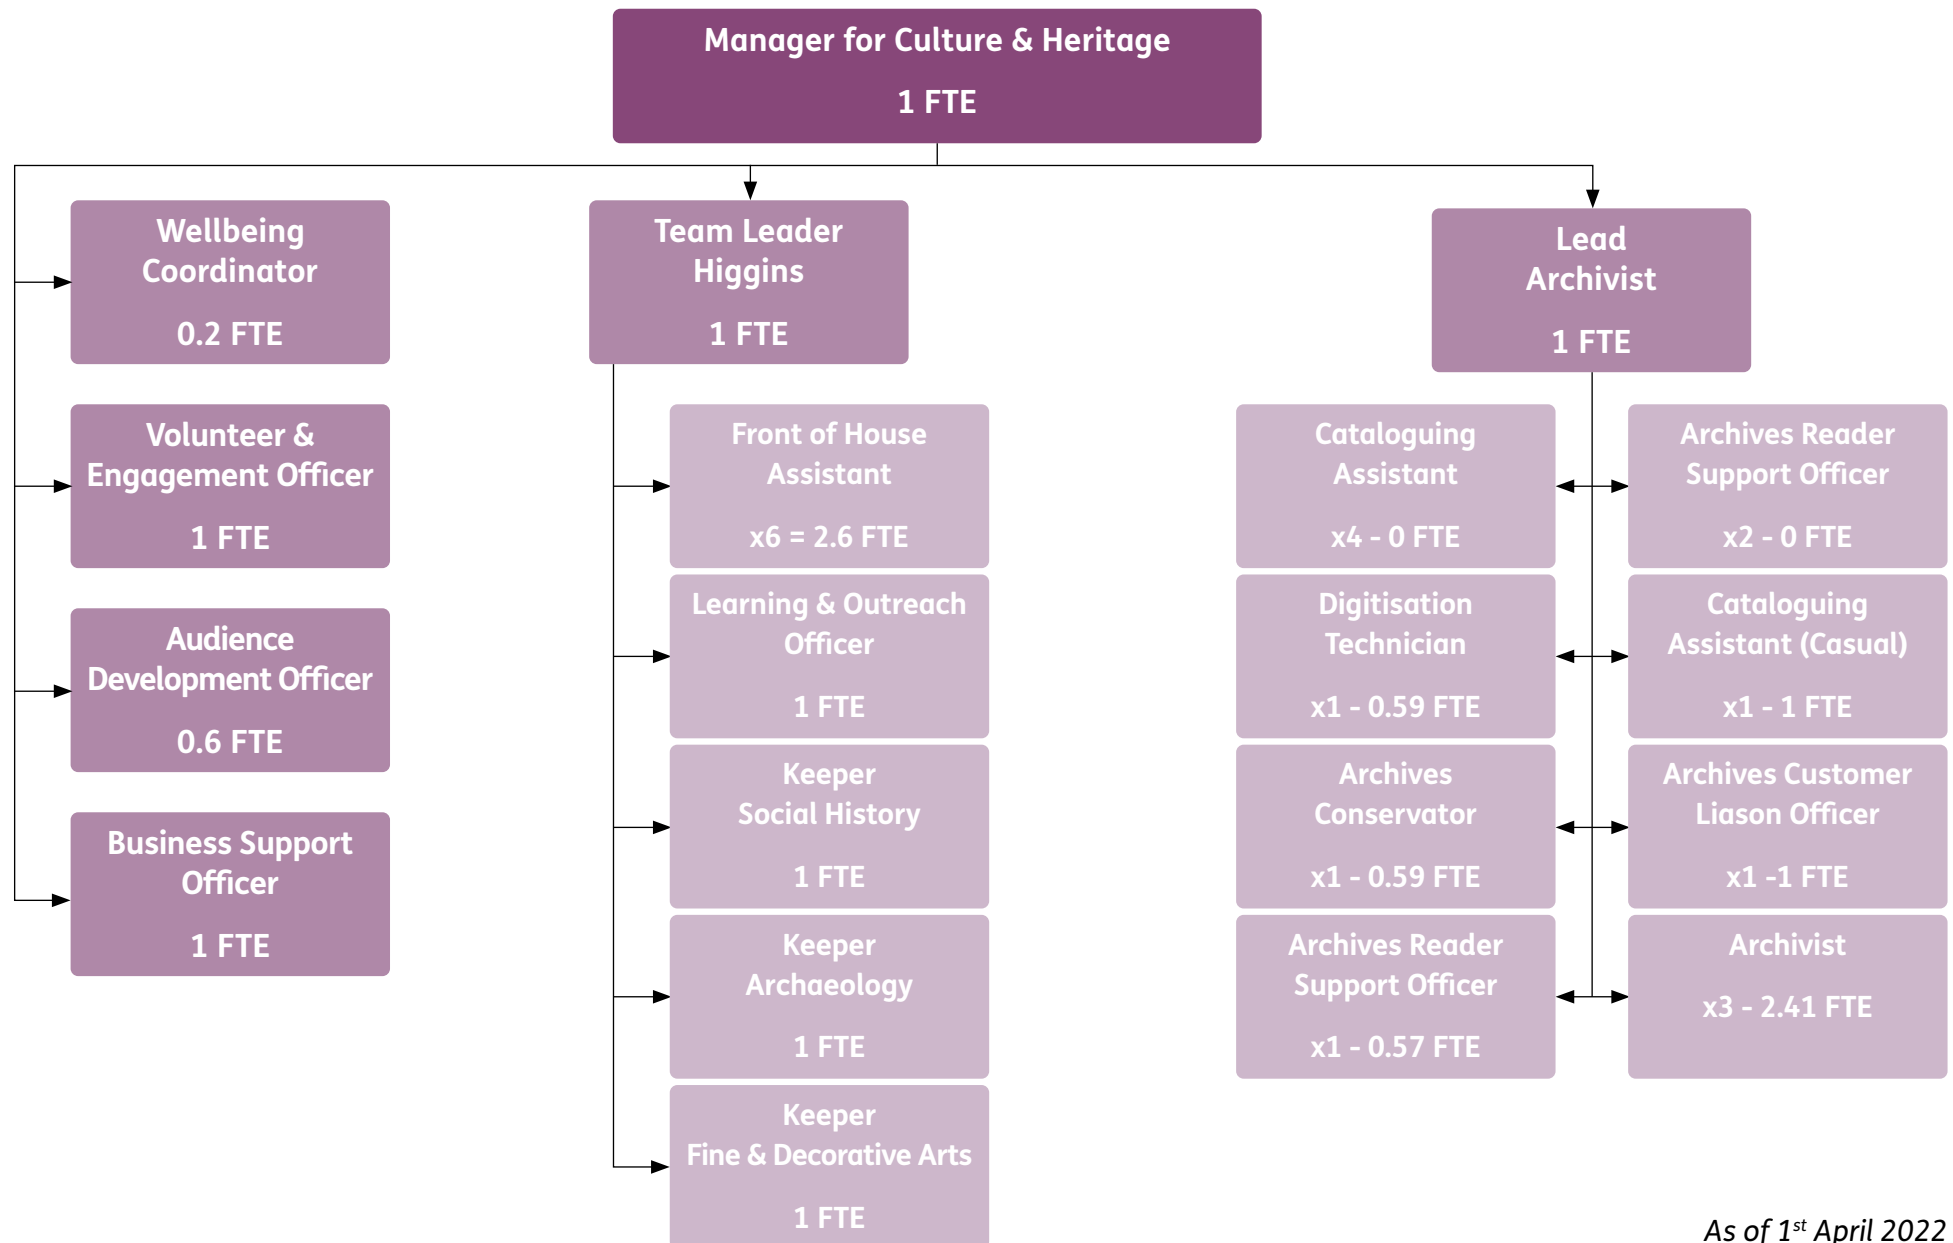 Manager for Culture & Heritage
1 FTE
Wellbeing
Coordinator
0.2 FTE
Volunteer &
Engagement Officer
1 FTE
Audience
Development Officer
0.6 FTE
Business Support
Officer
1 FTE
Team Leader
Higgins
1 FTE
Front of House
Assistant
x6 = 2.6 FTE
Learning & Outreach
Officer
1 FTE
Keeper
Social History
1 FTE
Keeper
Archaeology
1 FTE
Keeper
Fine & Decorative Arts
1 FTE
Lead
Archivist
1 FTE
Cataloguing
Assistant
x4 - 0 FTE
Archives Reader
Support Officer
x2 - 0 FTE
Digitisation
Technician
x1 - 0.59 FTE
Cataloguing
Assistant (Casual)
x1 - 1 FTE
Archives
Conservator
x1 - 0.59 FTE
Archives Customer
Liason Officer
x1 -1 FTE
Archives Reader
Support Officer
x1 - 0.57 FTE
Archivist
x3 - 2.41 FTE
As of 1st April 2022